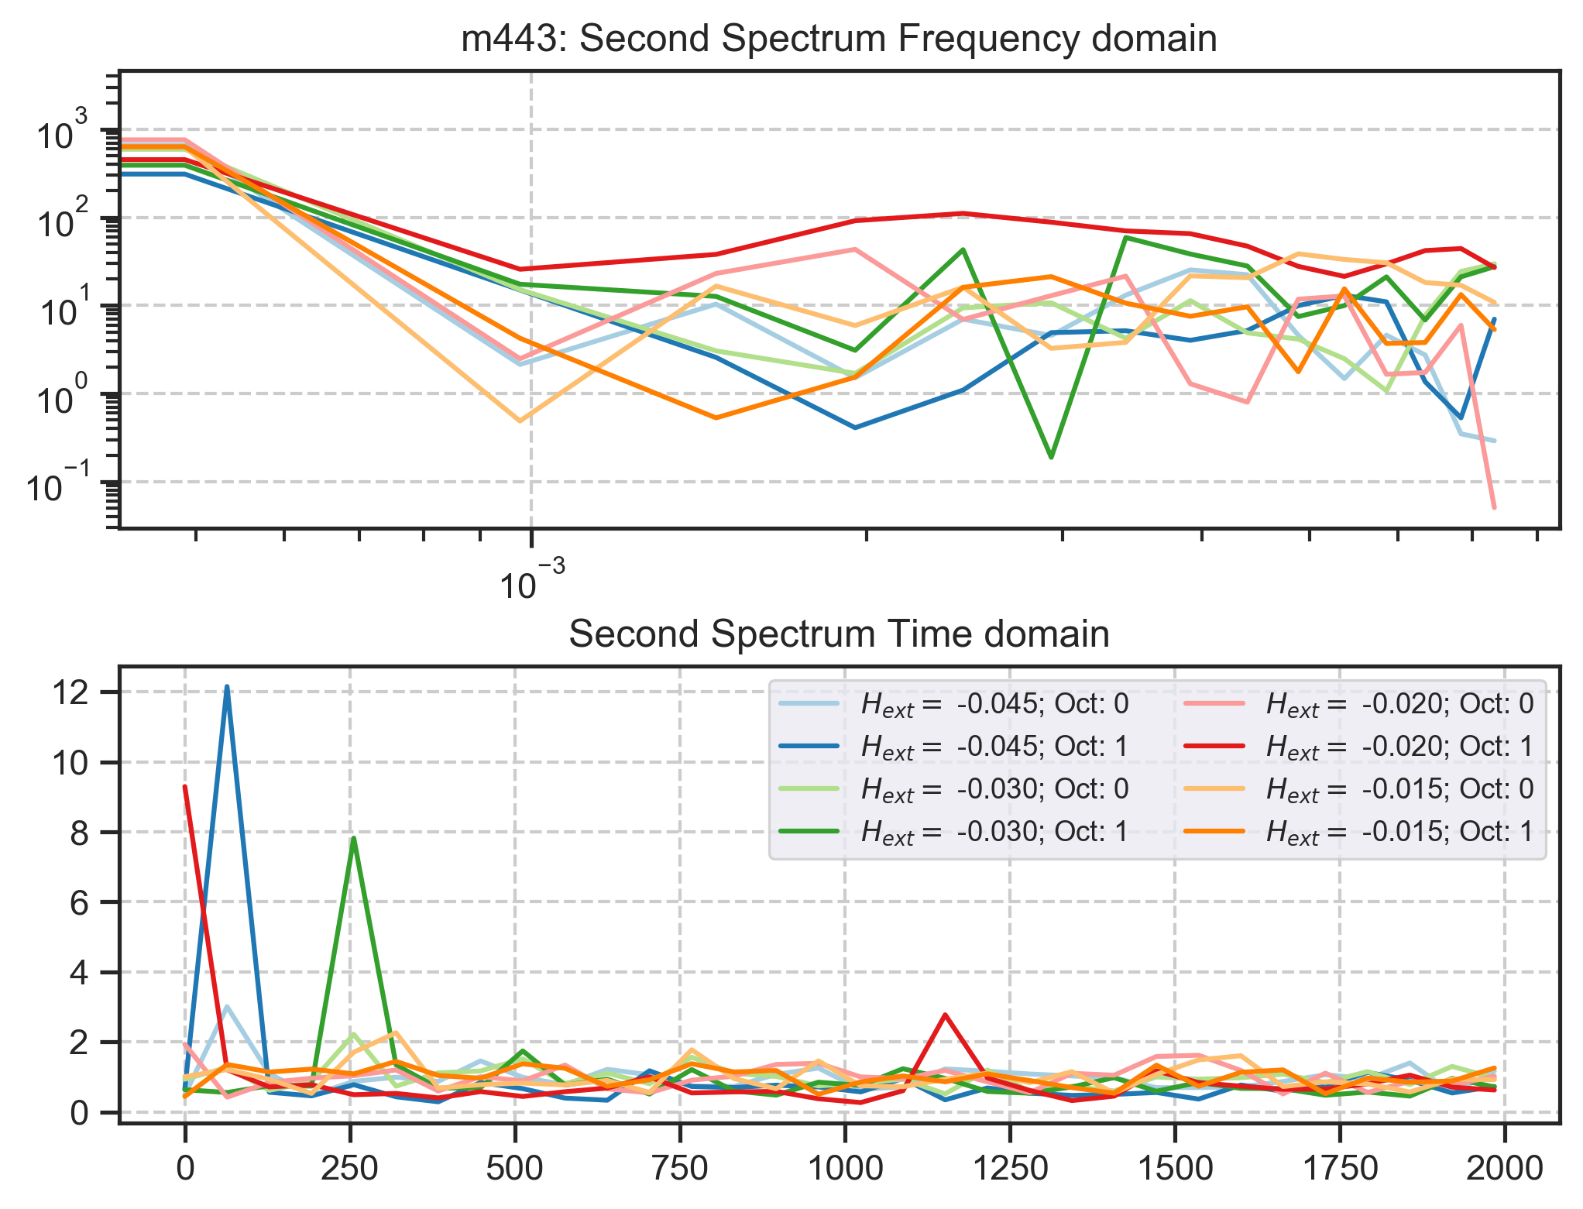 m443: Second Spectrum Frequency domain
10^3
10^2
10^1
10^0
10^−1
10^−3
Second Spectrum Time domain
12
10
8
6
4
2
0
H_ext = -0.045; Oct: 0
H_ext = -0.045; Oct: 1
H_ext = -0.030; Oct: 0
H_ext = -0.030; Oct: 1
H_ext = -0.020; Oct: 0
H_ext = -0.020; Oct: 1
H_ext = -0.015; Oct: 0
H_ext = -0.015; Oct: 1
0 250 500 750 1000 1250 1500 1750 2000